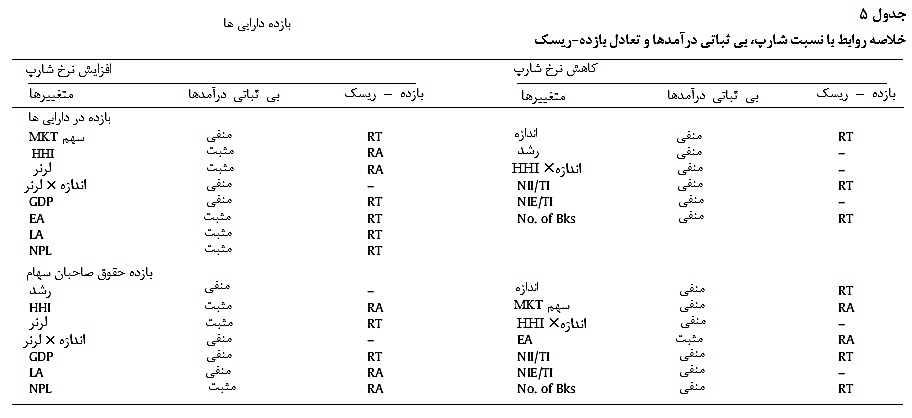 بازده دارایی ها
جدول ۵
خلاصه روابط یا نسبت شارپ، بی ثباتی درآمدها و تعادل بازده-ریسک
افزایش نرخ شارپ کاهش نرخ شارپ
متغییرها بی ثباتی درآمدها بازده - ریسک متغییرها بی ثباتی درآمدها بازده - ریسک
بازده در دارایی ها
سهم MKT منفی RT اندازه منفی RT
HHI مثبت RA رشد منفی –
لرنر مثبت RA اندازه × HHI منفی –
اندازه × لرنر منفی – NII/TI منفی RT
GDP منفی RT NIE/TI منفی –
EA مثبت RT No. of Bks منفی RT
LA مثبت RT
NPL مثبت RT
بازده حقوق صاحبان سهام
رشد منفی – اندازه منفی RT
HHI مثبت RA سهم MKT منفی RA
لرنر مثبت RT اندازه × HHI منفی –
اندازه × لرنر منفی – EA مثبت RA
GDP منفی RT NII/TI منفی RT
LA منفی RA NIE/TI منفی –
NPL مثبت RA No. of Bks منفی RT